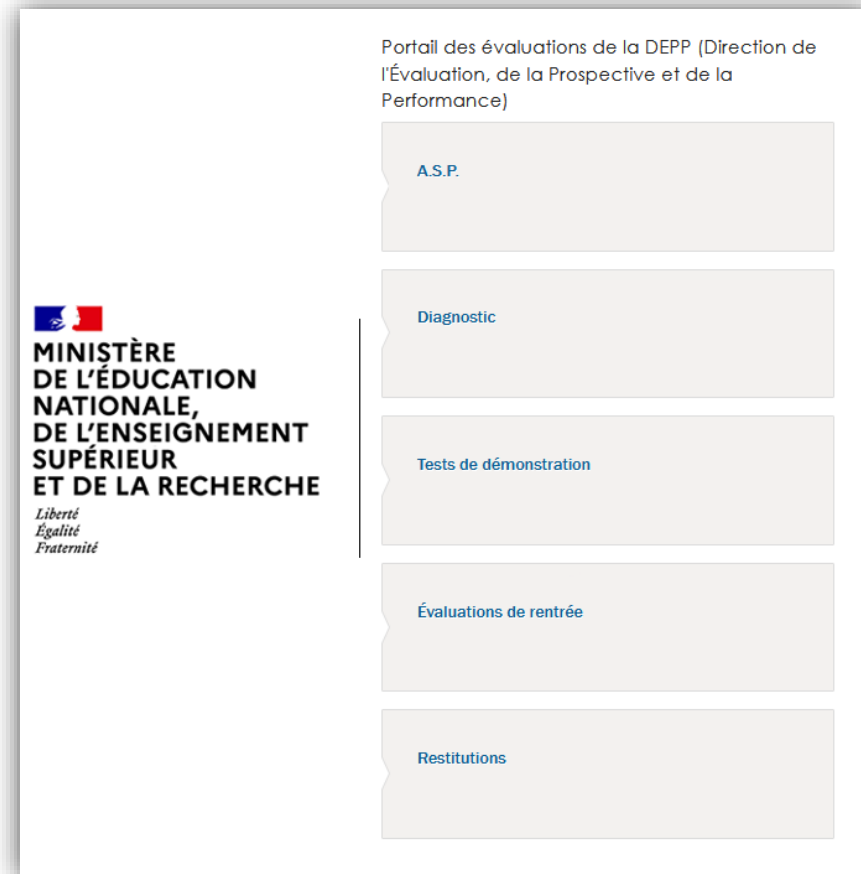 Portail des évaluations de la DEPP (Direction de
l'Évaluation, de la Prospective et de la
Performance)
A.S.P.
Diagnostic
Tests de démonstration
Évaluations de rentrée
Restitutions
MINISTÈRE
DE L'ÉDUCATION
NATIONALE,
DE L'ENSEIGNEMENT
SUPÉRIEUR
ET DE LA RECHERCHE
Liberté
Égalité
Fraternité